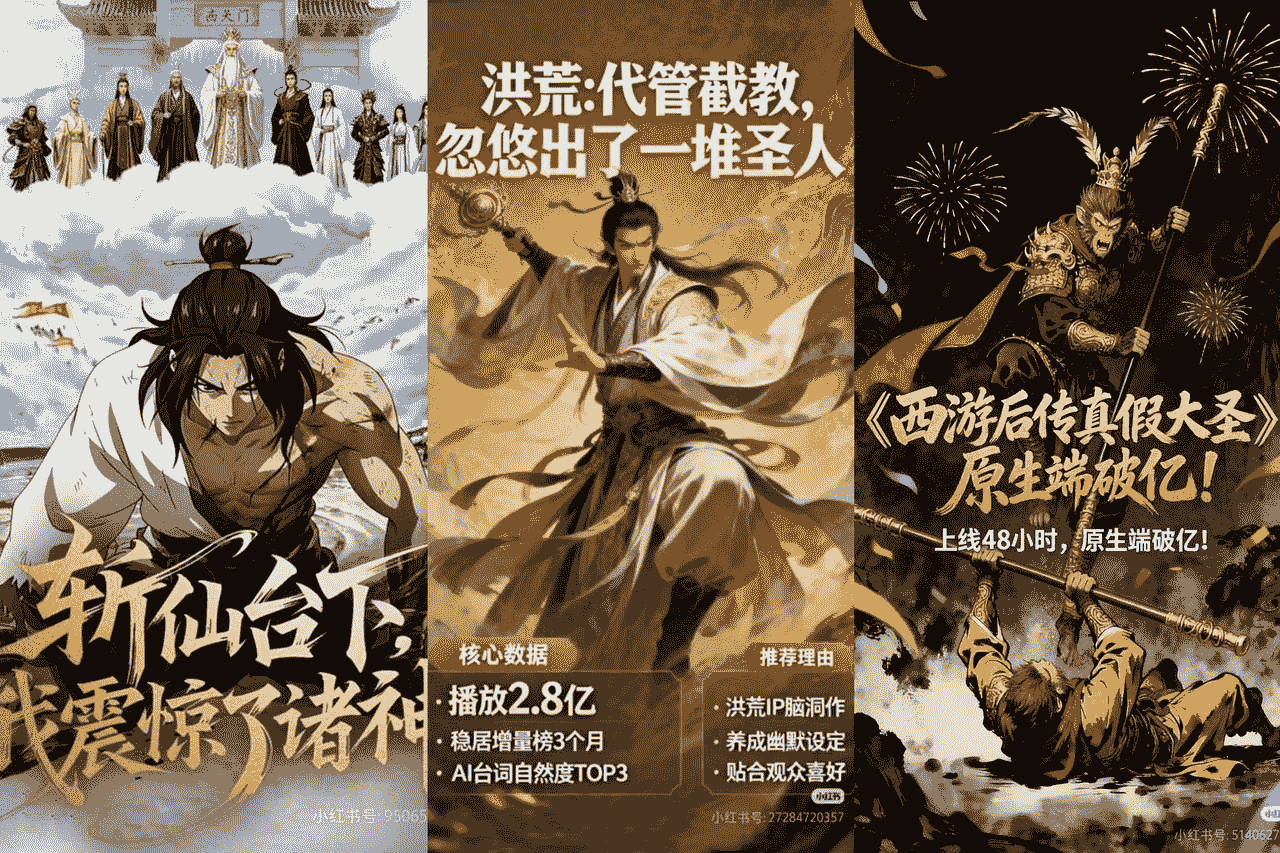 西天门
斩仙台下,
我震惊了诸神
小红书号: 95065
洪荒:代管截教,
忽悠出了一堆圣人
核心数据
· 播放2.8亿
· 稳居增量榜3个月
· AI台词自然度TOP3
推荐理由
· 洪荒IP脑洞作
· 养成幽默设定
· 贴合观众喜好
小红书
小红书号: 27284720357
《西游后传真假大圣》
原生端破亿!
上线48小时，原生端破亿!
小红书号: 5140627